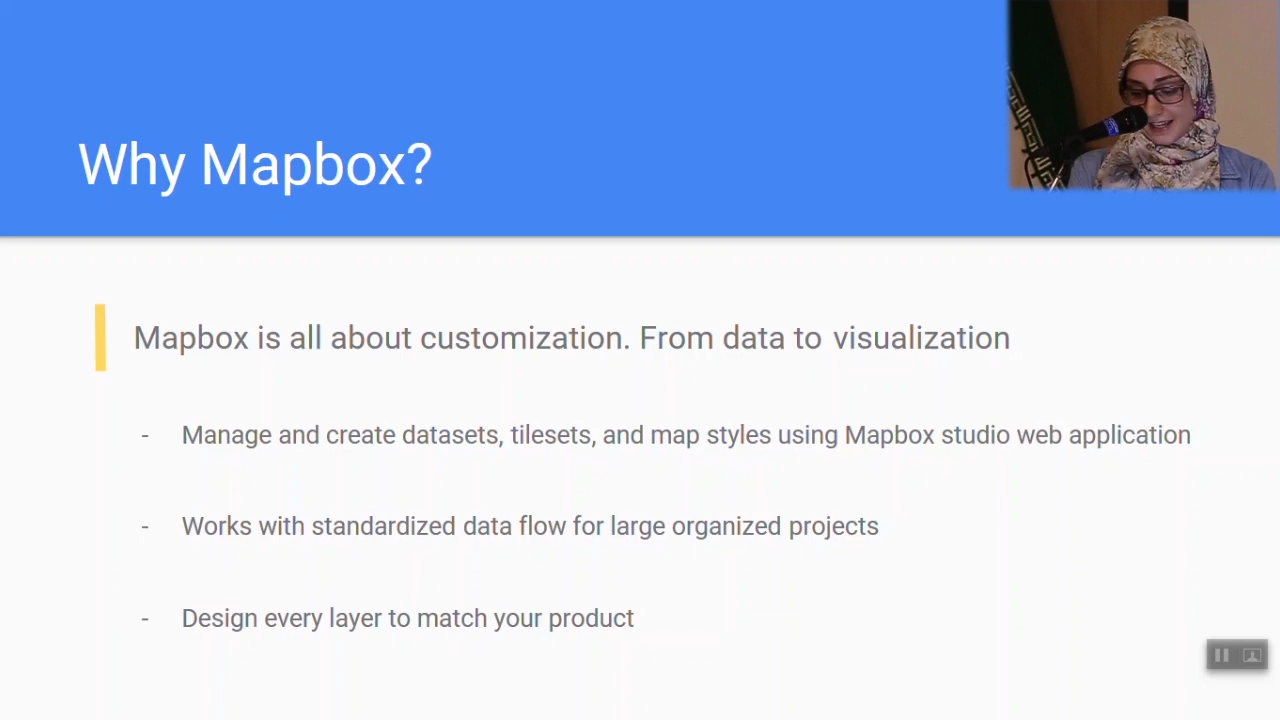 Why Mapbox?
Mapbox is all about customization. From data to visualization
- Manage and create datasets, tilesets, and map styles using Mapbox studio web application
- Works with standardized data flow for large organized projects
- Design every layer to match your product